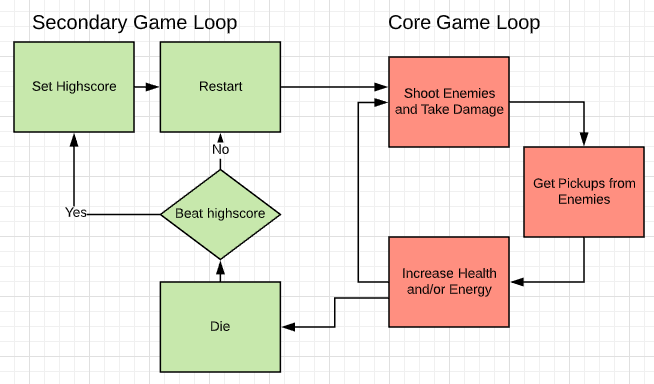 Secondary Game Loop
Core Game Loop
Set Highscore
Restart
Shoot Enemies
and Take Damage
No
Get Pickups from
Enemies
Yes
Beat highscore
Increase Health
and/or Energy
Die